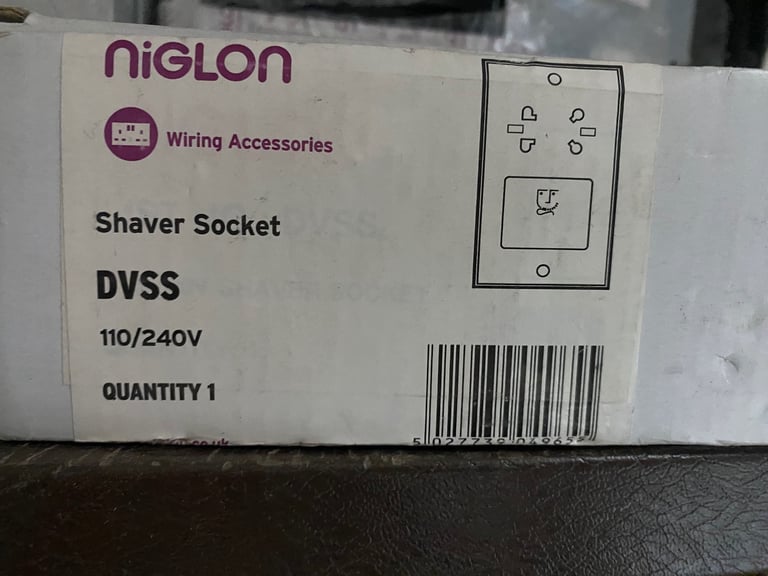 NiGLON
Wiring Accessories
Shaver Socket
DVSS
110/240V
QUANTITY 1